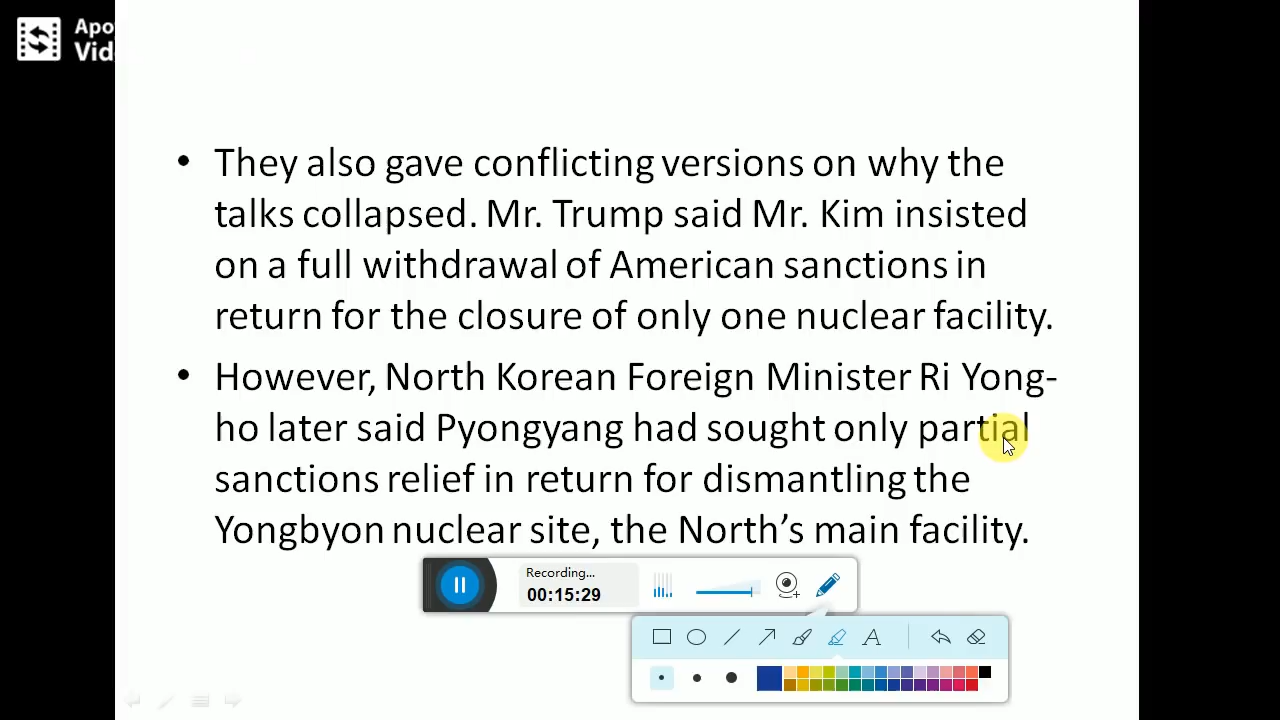 Apo
Vid
• They also gave conflicting versions on why the
talks collapsed. Mr. Trump said Mr. Kim insisted
on a full withdrawal of American sanctions in
return for the closure of only one nuclear facility.
• However, North Korean Foreign Minister Ri Yong-
ho later said Pyongyang had sought only partial
sanctions relief in return for dismantling the
Yongbyon nuclear site, the North’s main facility.
Recording...
00:15:29
A